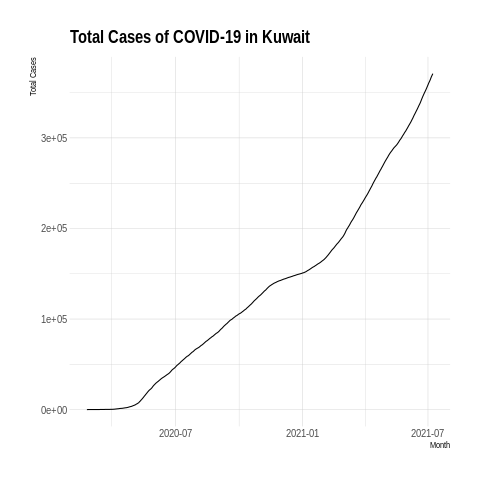 Total Cases of COVID-19 in Kuwait
Total Cases
3e+05
2e+05
1e+05
0e+00
2020-07 2021-01 2021-07
Month